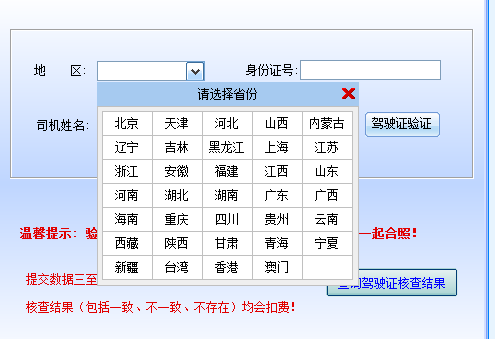 地 区： 身份证号：
请选择省份
司机姓名： 驾驶证验证
北京 天津 河北 山西 内蒙古
辽宁 吉林 黑龙江 上海 江苏
浙江 安徽 福建 江西 山东
河南 湖北 湖南 广东 广西
海南 重庆 四川 贵州 云南
西藏 陕西 甘肃 青海 宁夏
新疆 台湾 香港 澳门
温馨提示：验 一起合照！
提交数据三至
查询驾驶证核查结果
核查结果（包括一致、不一致、不存在）均会扣费！